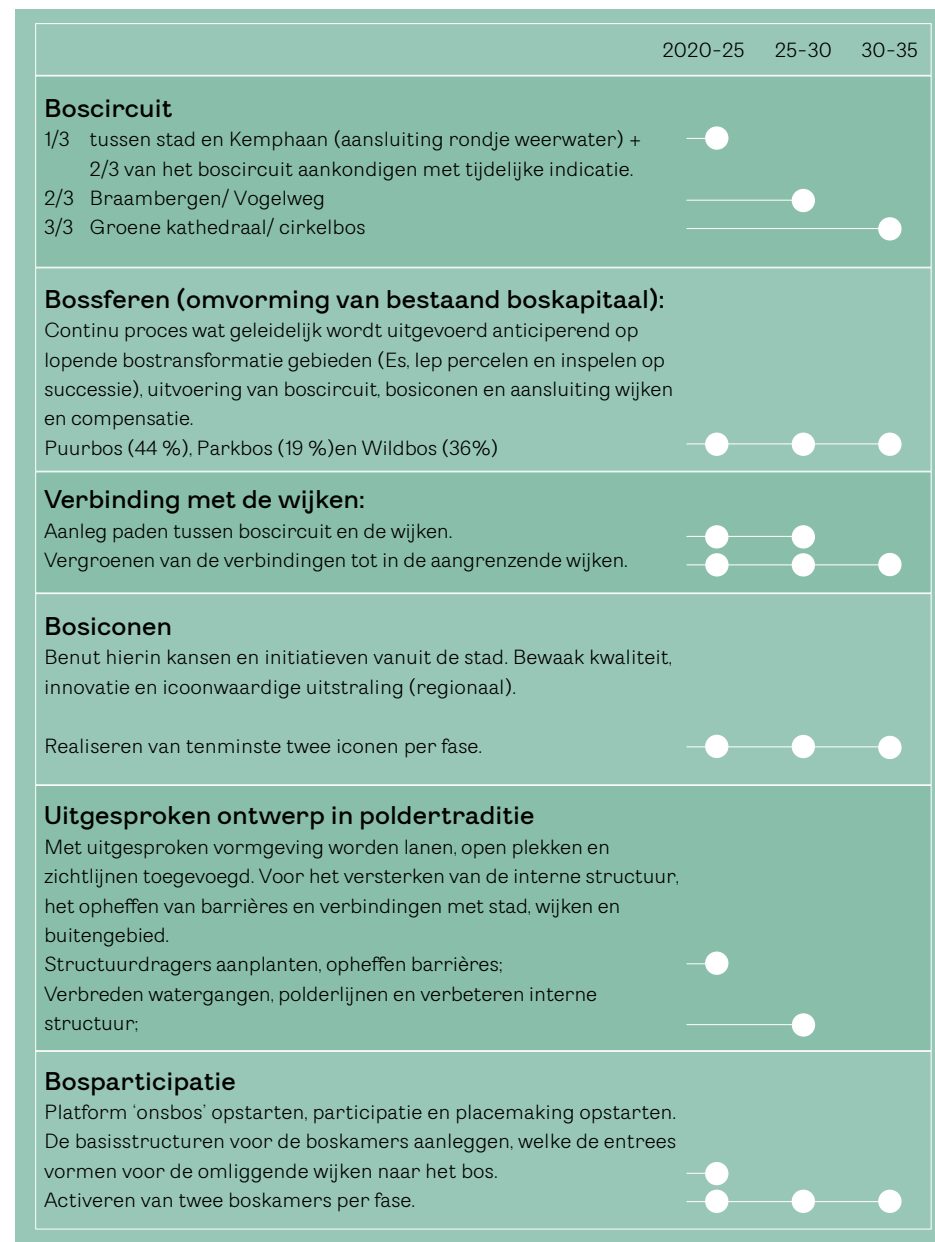 2020-25 25-30 30-35
Boscircuit
1/3 tussen stad en Kemphaan (aansluiting rondje weerwater) +
2/3 van het boscircuit aankondigen met tijdelijke indicatie.
2/3 Braambergen/ Vogelweg
3/3 Groene kathedraal/ cirkelbos
Bossferen (omvorming van bestaand boskapitaal):
Continu proces wat geleidelijk wordt uitgevoerd anticiperend op
lopende bostransformatie gebieden (Es, Iep percelen en inspelen op
successie), uitvoering van boscircuit, bosiconen en aansluiting wijken
en compensatie.
Puurbos (44 %), Parkbos (19 %)en Wildbos (36%)
Verbinding met de wijken:
Aanleg paden tussen boscircuit en de wijken.
Vergroenen van de verbindingen tot in de aangrenzende wijken.
Bosiconen
Benut hierin kansen en initiatieven vanuit de stad. Bewaak kwaliteit,
innovatie en icoonwaardige uitstraling (regionaal).
Realiseren van tenminste twee iconen per fase.
Uitgesproken ontwerp in poldertraditie
Met uitgesproken vormgeving worden lanen, open plekken en
zichtlijnen toegevoegd. Voor het versterken van de interne structuur,
het opheffen van barrières en verbindingen met stad, wijken en
buitengebied.
Structuurdragers aanplanten, opheffen barrières;
Verbreden watergangen, polderlijnen en verbeteren interne
structuur;
Bosparticipatie
Platform ‘onsbos’ opstarten, participatie en placemaking opstarten.
De basisstructuren voor de boskamers aanleggen, welke de entrees
vormen voor de omliggende wijken naar het bos.
Activeren van twee boskamers per fase.